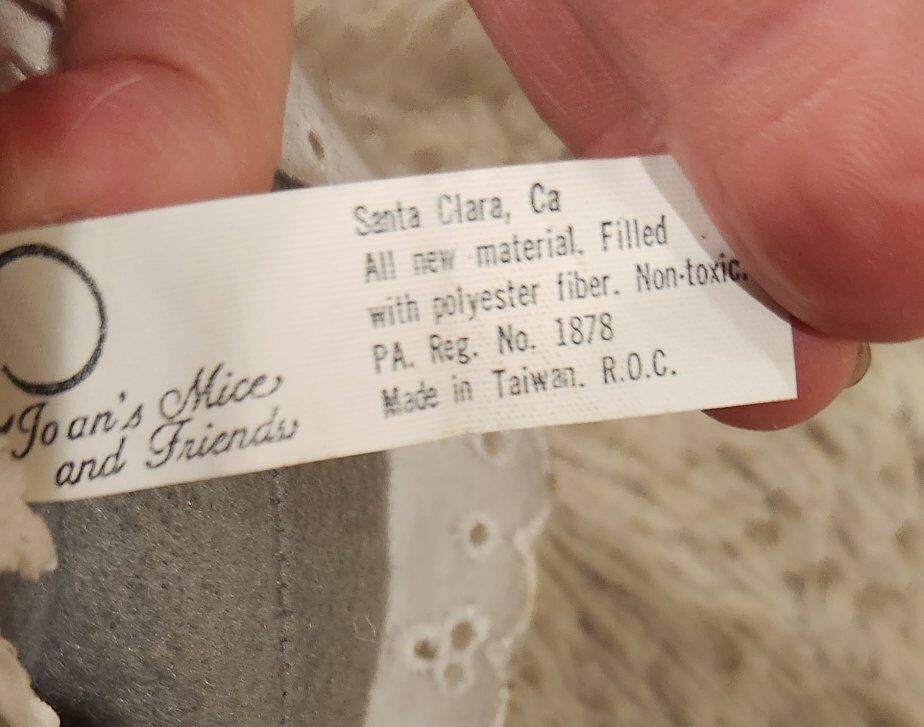 Joan's Mice
and Friends
Santa Clara, Ca
All new material. Filled
with polyester fiber. Non-toxic.
PA. Reg. No. 1878
Made in Taiwan. R.O.C.